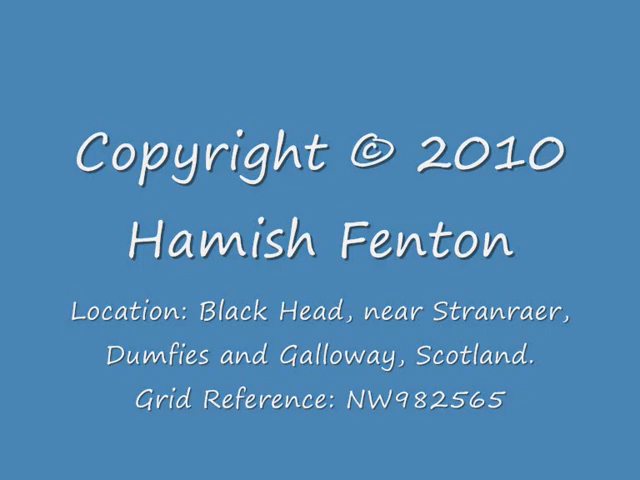 Copyright © 2010
Hamish Fenton
Location: Black Head, near Stranraer,
Dumfies and Galloway, Scotland.
Grid Reference: NW982565